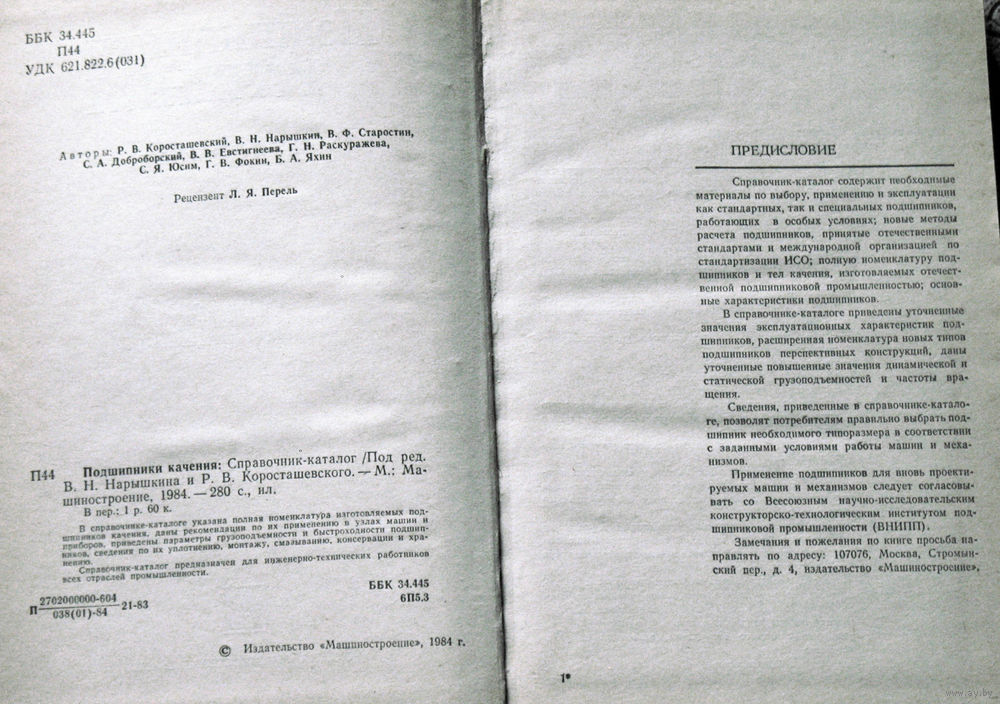 ББК 34.445
П44
УДК 621.822.6(031)
Авторы: Р. В. Коросташевский, В. Н. Нарышкин, В. Ф. Старостин,
С. А. Доброборский, В. В. Евстигнеева, Г. Н. Раскуражева,
С. Я. Юсим, Г. В. Фокин, Б. А. Яхин
Рецензент Л. Я. Перель
П44 Подшипники качения: Справочник-каталог /Под ред.
В. Н. Нарышкина и Р. В. Коросташевского. — М.: Ма-
шиностроение, 1984. — 280 с., ил.
В пер.: 1 р. 60 к.
В справочнике-каталоге указана полная номенклатура изготовляемых под-
шипников качения, даны рекомендации по их применению в узлах машин и
приборов, приведены параметры грузоподъемности и быстроходности подшип-
ников, сведения по их уплотнению, монтажу, смазыванию, консервации и хра-
нению.
Справочник-каталог предназначен для инженерно-технических работников
всех отраслей промышленности.
П 2702000000-604
038(01)-84 21-83
ББК 34.445
6П5.3
© Издательство «Машиностроение», 1984 г.
ПРЕДИСЛОВИЕ
Справочник-каталог содержит необходимые
материалы по выбору, применению и эксплуатации
как стандартных, так и специальных подшипников,
работающих в особых условиях; новые методы
расчета подшипников, принятые отечественными
стандартами и международной организацией по
стандартизации ИСО; полную номенклатуру под-
шипников и тел качения, изготовляемых отечест-
венной подшипниковой промышленностью; основ-
ные характеристики подшипников.
В справочнике-каталоге приведены уточненные
значения эксплуатационных характеристик под-
шипников, расширенная номенклатура новых типов
подшипников перспективных конструкций, даны
уточненные повышенные значения динамической и
статической грузоподъемностей и частоты вра-
щения.
Сведения, приведенные в справочнике-катало-
ге, позволят потребителям правильно выбрать под-
шипник необходимого типоразмера в соответствии
с заданными условиями работы машин и меха-
низмов.
Применение подшипников для вновь проекти-
руемых машин и механизмов следует согласовы-
вать со Всесоюзным научно-исследовательским
конструкторско-технологическим институтом под-
шипниковой промышленности (ВНИПП).
Замечания и пожелания по книге просьба на-
правлять по адресу: 107076, Москва, Стромын-
ский пер., д. 4, издательство «Машиностроение».
1*
www.ay.by